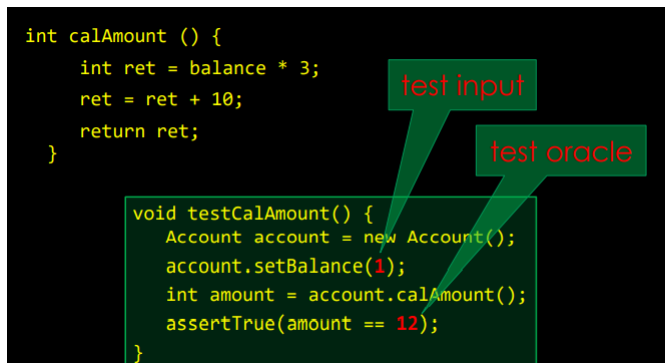 int calAmount () {
int ret = balance * 3;
ret = ret + 10;
return ret;
}
test input
test oracle
void testCalAmount() {
Account account = new Account();
account.setBalance(1);
int amount = account.calAmount();
assertTrue(amount == 12);
}